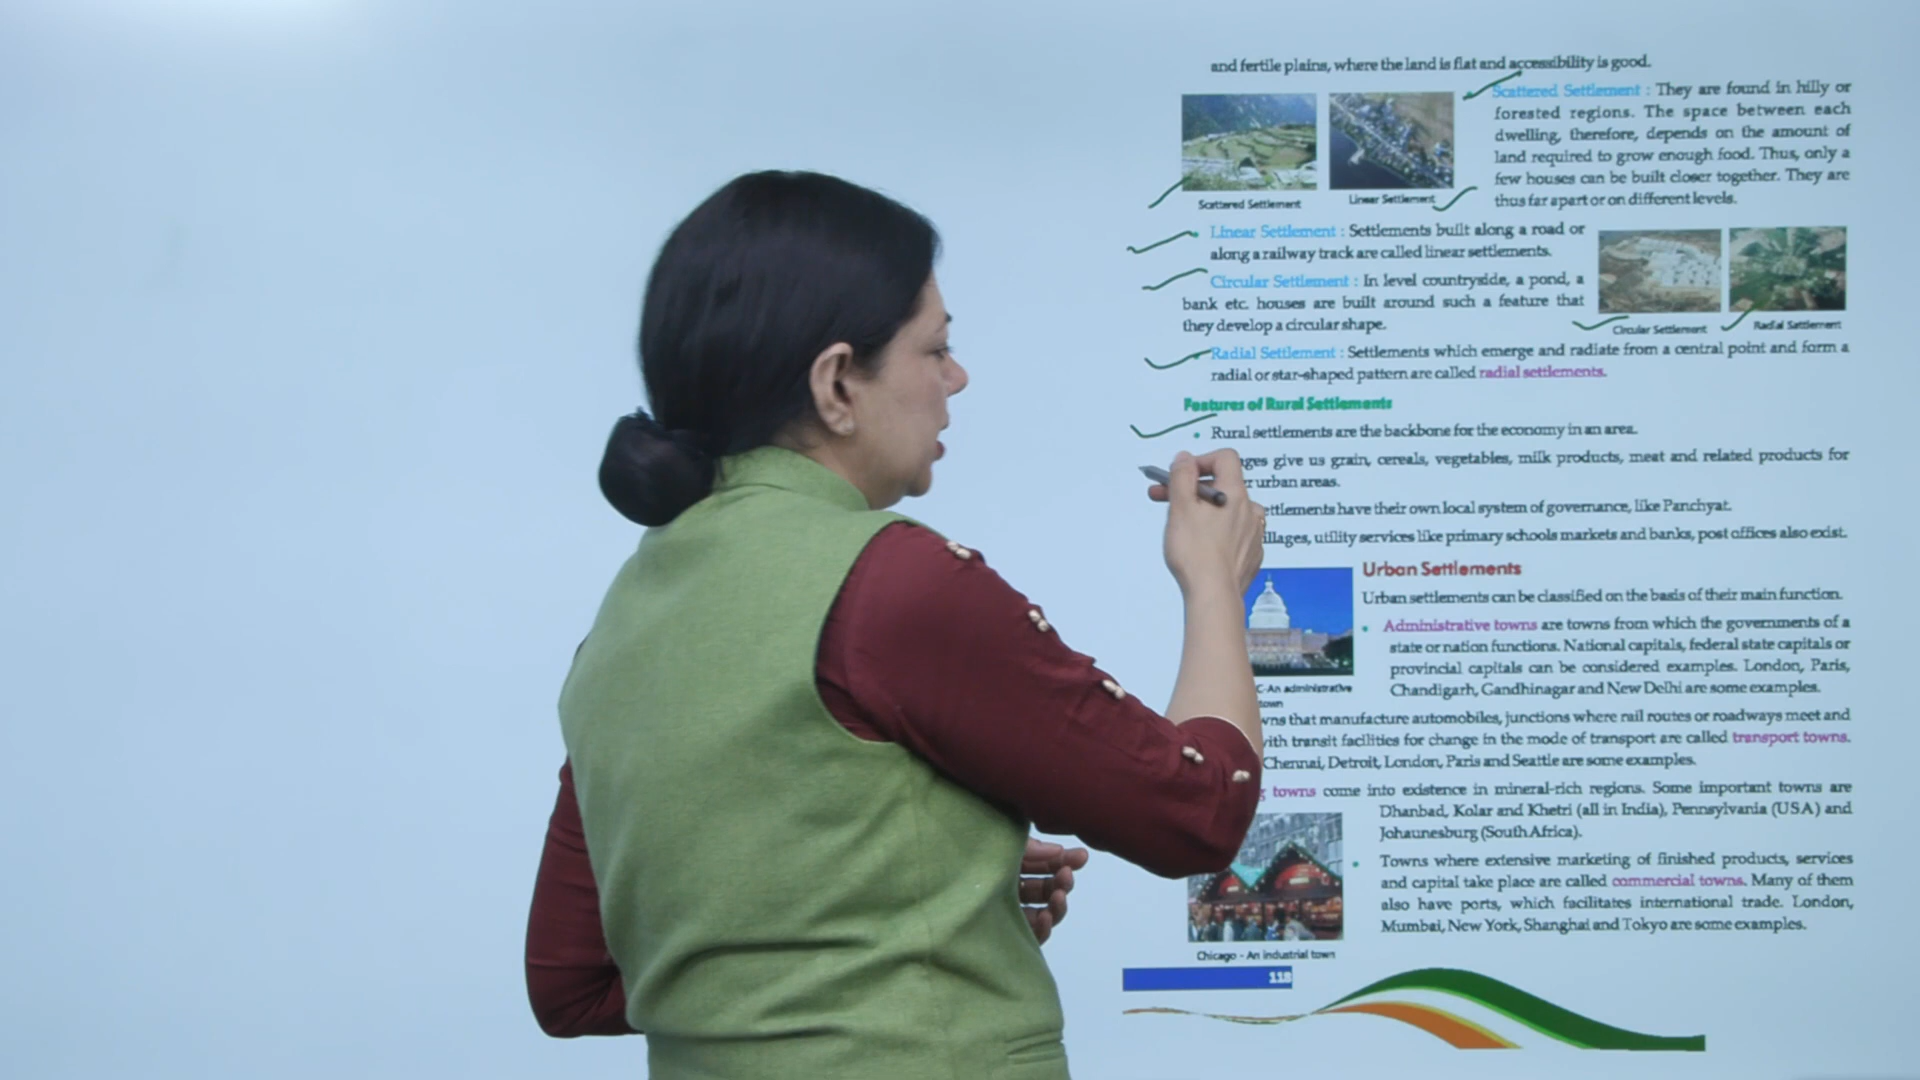 and fertile plains, where the land is flat and accessibility is good.
Scattered Settlement : They are found in hilly or
forested regions. The space between each
dwelling, therefore, depends on the amount of
land required to grow enough food. Thus, only a
few houses can be built closer together. They are
thus far apart or on different levels.
Scattered Settlement
Linear Settlement
• Linear Settlement : Settlements built along a road or
along a railway track are called linear settlements.
Circular Settlement : In level countryside, a pond, a
bank etc. houses are built around such a feature that
they develop a circular shape.
Circular Settlement
Radial Settlement
• Radial Settlement : Settlements which emerge and radiate from a central point and form a
radial or star-shaped pattern are called radial settlements.
Features of Rural Settlements
• Rural settlements are the backbone for the economy in an area.
give us grain, cereals, vegetables, milk products, meat and related products for
urban areas.
have their own local system of governance, like Panchyat.
utility services like primary schools markets and banks, post offices also exist.
Urban Settlements
Urban settlements can be classified on the basis of their main function.
• Administrative towns are towns from which the governments of a
state or nation functions. National capitals, federal state capitals or
provincial capitals can be considered examples. London, Paris,
Chandigarh, Gandhinagar and New Delhi are some examples.
C-An administrative
town
that manufacture automobiles, junctions where rail routes or roadways meet and
transit facilities for change in the mode of transport are called transport towns.
Chennai, Detroit, London, Paris and Seattle are some examples.
towns come into existence in mineral-rich regions. Some important towns are
Dhanbad, Kolar and Khetri (all in India), Pennsylvania (USA) and
Johaunesburg (South Africa).
• Towns where extensive marketing of finished products, services
and capital take place are called commercial towns. Many of them
also have ports, which facilitates international trade. London,
Mumbai, New York, Shanghai and Tokyo are some examples.
Chicago - An industrial town
118